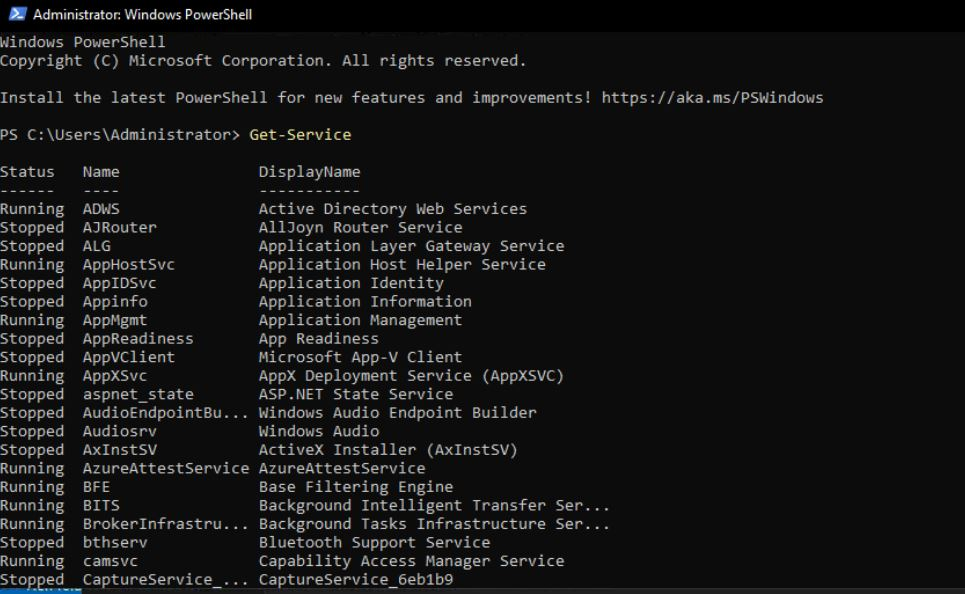 Administrator: Windows PowerShell
Windows PowerShell
Copyright (C) Microsoft Corporation. All rights reserved.
Install the latest PowerShell for new features and improvements! https://aka.ms/PSWindows
PS C:\Users\Administrator> Get-Service
Status   Name               DisplayName
------   ----               -----------
Running  ADWS               Active Directory Web Services
Stopped  AJRouter           AllJoyn Router Service
Stopped  ALG                Application Layer Gateway Service
Running  AppHostSvc         Application Host Helper Service
Stopped  AppIDSvc           Application Identity
Stopped  Appinfo            Application Information
Running  AppMgmt            Application Management
Stopped  AppReadiness       App Readiness
Stopped  AppVClient         Microsoft App-V Client
Running  AppXSvc            AppX Deployment Service (AppXSVC)
Stopped  aspnet_state       ASP.NET State Service
Stopped  AudioEndpointBu... Windows Audio Endpoint Builder
Stopped  Audiosrv           Windows Audio
Stopped  AxInstSV           ActiveX Installer (AxInstSV)
Running  AzureAttestService AzureAttestService
Running  BFE                Base Filtering Engine
Running  BITS               Background Intelligent Transfer Ser...
Running  BrokerInfrastru... Background Tasks Infrastructure Ser...
Stopped  bthserv            Bluetooth Support Service
Running  camsvc             Capability Access Manager Service
Stopped  CaptureService_... CaptureService_6eb1b9